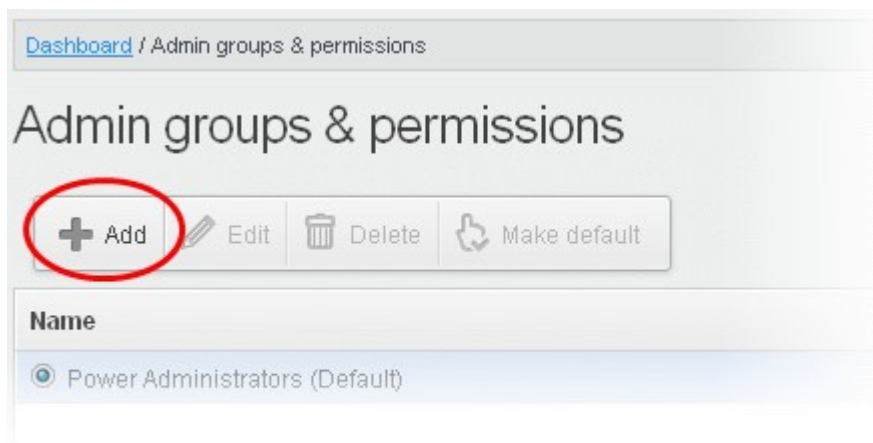 Dashboard / Admin groups & permissions
Admin groups & permissions
Add Edit Delete Make default
Name
Power Administrators (Default)